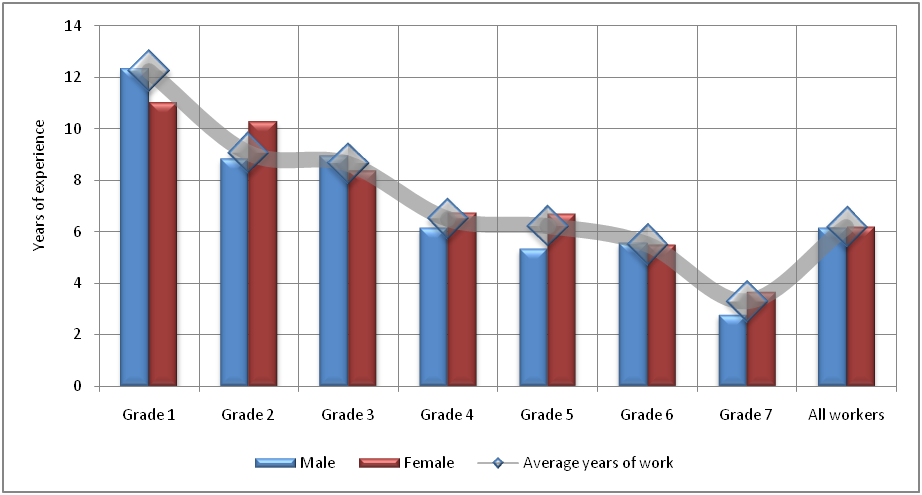 14
12
10
8
6
4
2
0
Years of experience
Grade 1 Grade 2 Grade 3 Grade 4 Grade 5 Grade 6 Grade 7 All workers
Male Female Average years of work